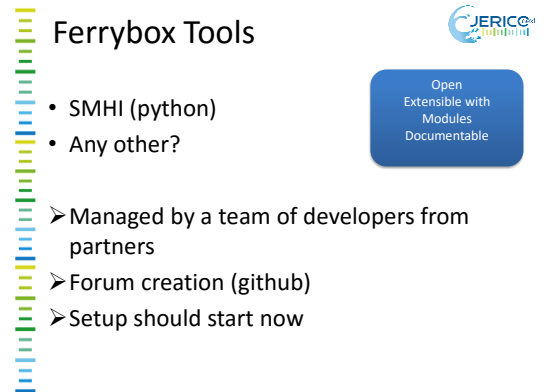 Ferrybox Tools
JERICO
Open
Extensible with
Modules
Documentable
• SMHI (python)
• Any other?
➢Managed by a team of developers from
partners
➢Forum creation (github)
➢Setup should start now